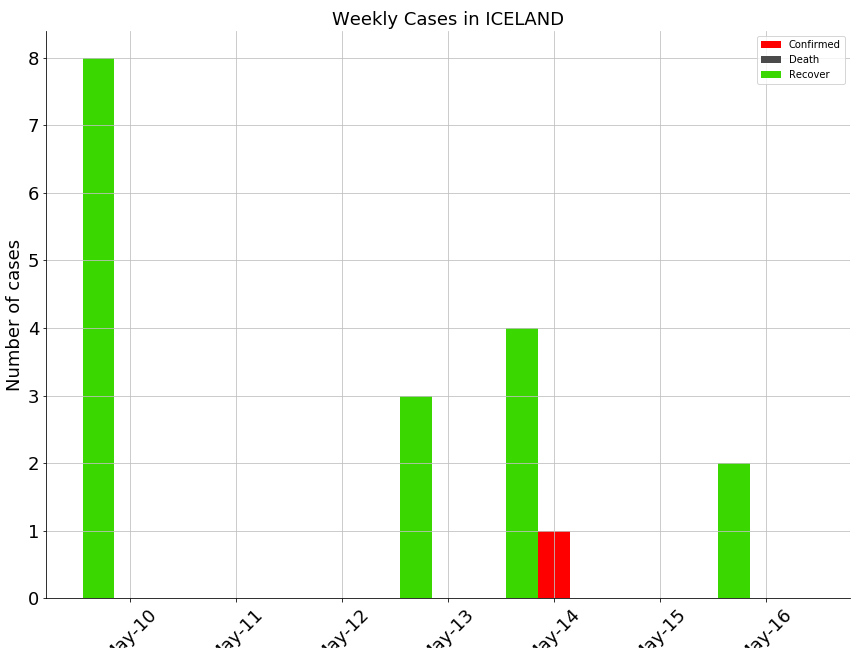 Weekly Cases in ICELAND
Confirmed
Death
Recover
Number of cases
8
7
6
5
4
3
2
1
0
May-10
May-11
May-12
May-13
May-14
May-15
May-16